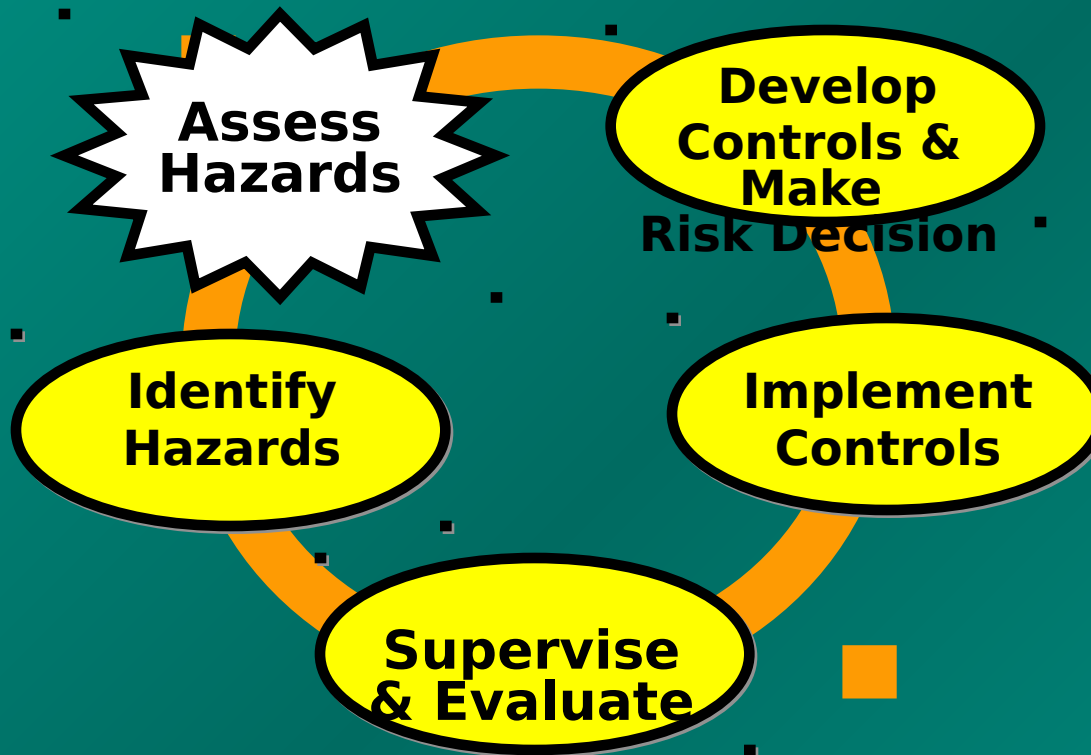 Assess
Hazards
Develop
Controls &
Make
Risk Decision
Identify
Hazards
Implement
Controls
Supervise
& Evaluate